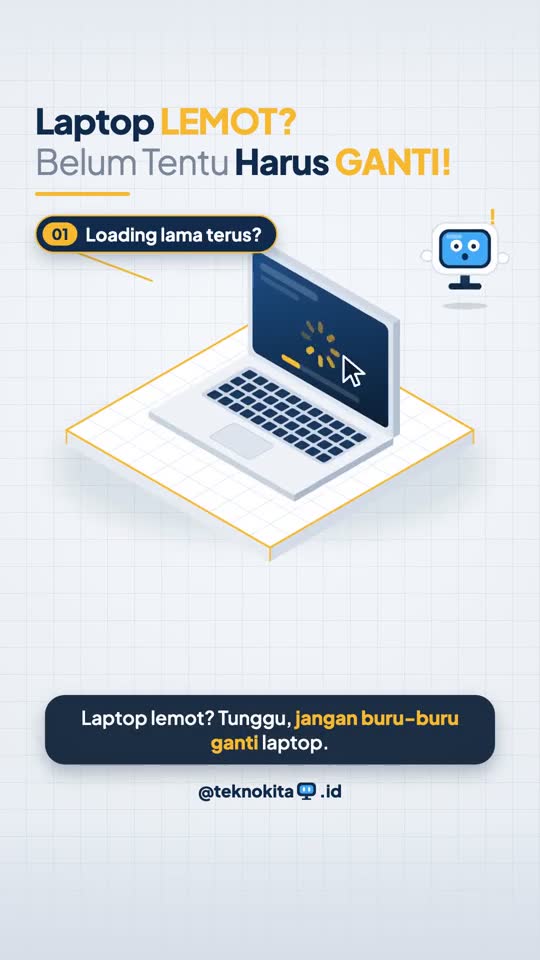 Laptop LEMOT?
Belum Tentu Harus GANTI!
01 Loading lama terus?
!
Laptop lemot? Tunggu, jangan buru-buru
ganti laptop.
@teknokita.id